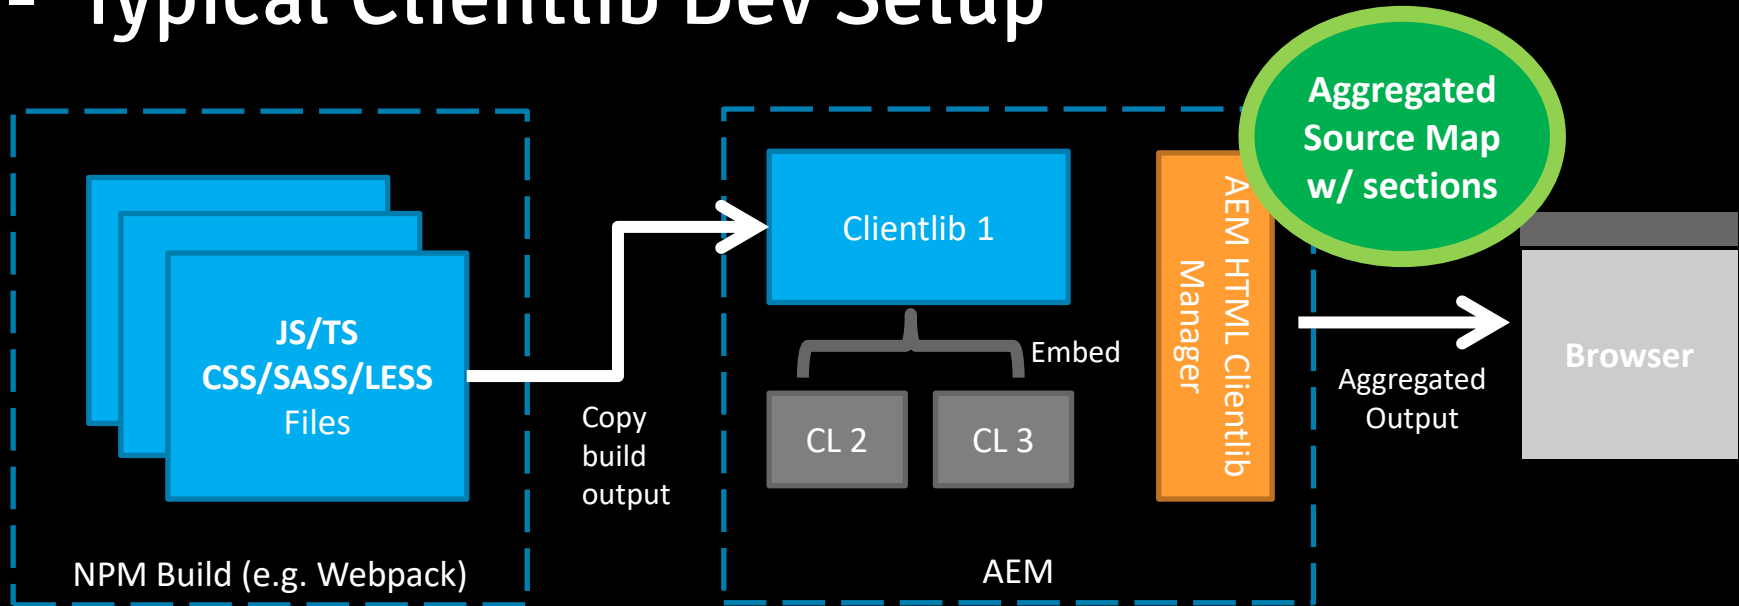 - Typical Clientlib Dev Setup
JS/TS
CSS/SASS/LESS
Files
NPM Build (e.g. Webpack)
Copy
build
output
Clientlib 1
Embed
CL 2
CL 3
AEM
AEM HTML Clientlib
Manager
Aggregated
Source Map
w/ sections
Aggregated
Output
Browser